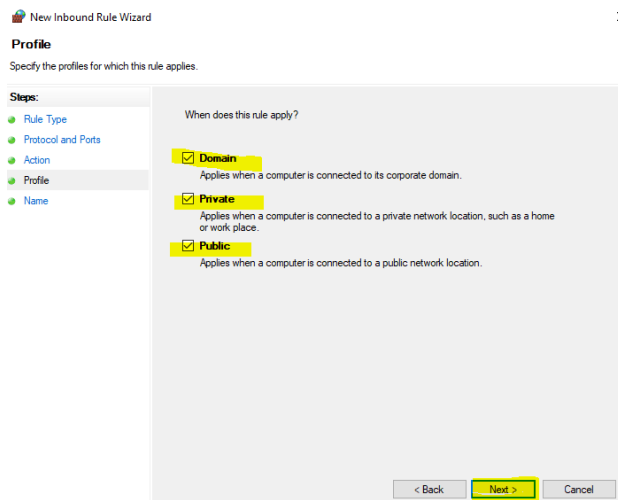 New Inbound Rule Wizard
Profile
Specify the profiles for which this rule applies.
Steps:
Rule Type
Protocol and Ports
Action
Profile
Name
When does this rule apply?
Domain
Applies when a computer is connected to its corporate domain.
Private
Applies when a computer is connected to a private network location, such as a home
or work place.
Public
Applies when a computer is connected to a public network location.
< Back
Next >
Cancel